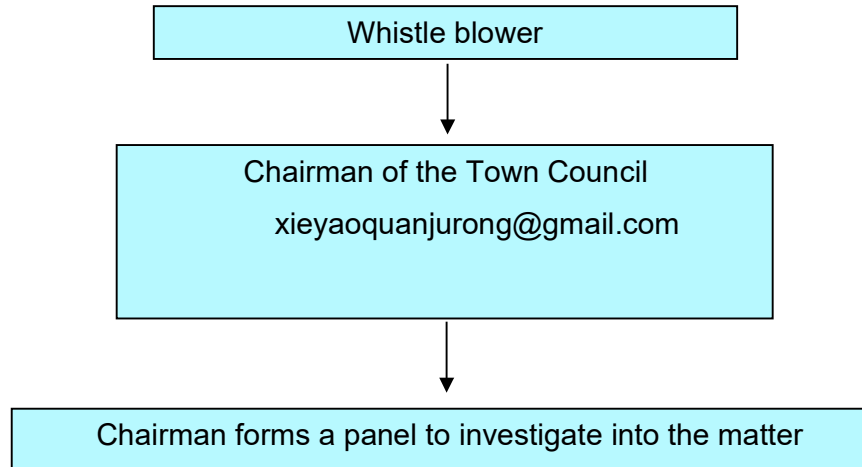 Whistle blower
Chairman of the Town Council
xieyaoquanjurong@gmail.com
Chairman forms a panel to investigate into the matter